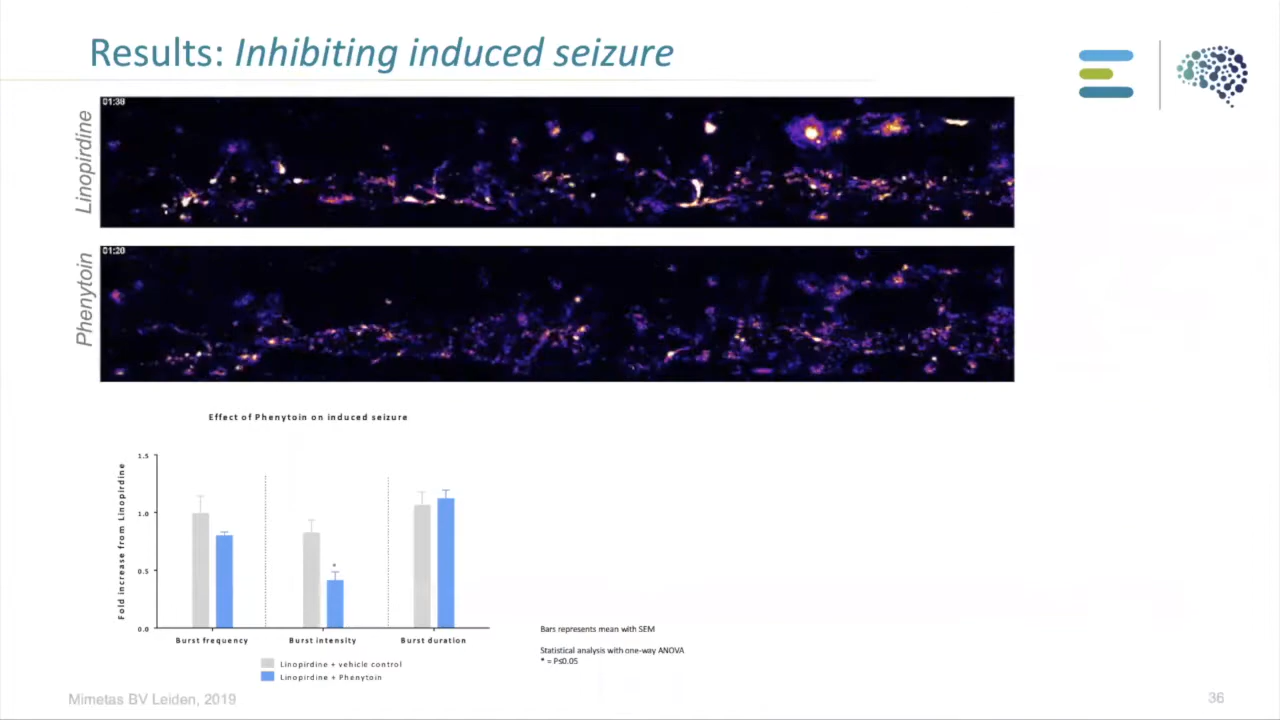 Results: Inhibiting induced seizure
Linopirdine
01:38
Phenytoin
01:20
Effect of Phenytoin on induced seizure
Fold increase from Linopirdine
1.5
1.0
0.5
0.0
*
Burst frequency
Burst intensity
Burst duration
Linopirdine + vehicle control
Linopirdine + Phenytoin
Bars represents mean with SEM
Statistical analysis with one-way ANOVA
* = P≤0.05
Mimetas BV Leiden, 2019
36